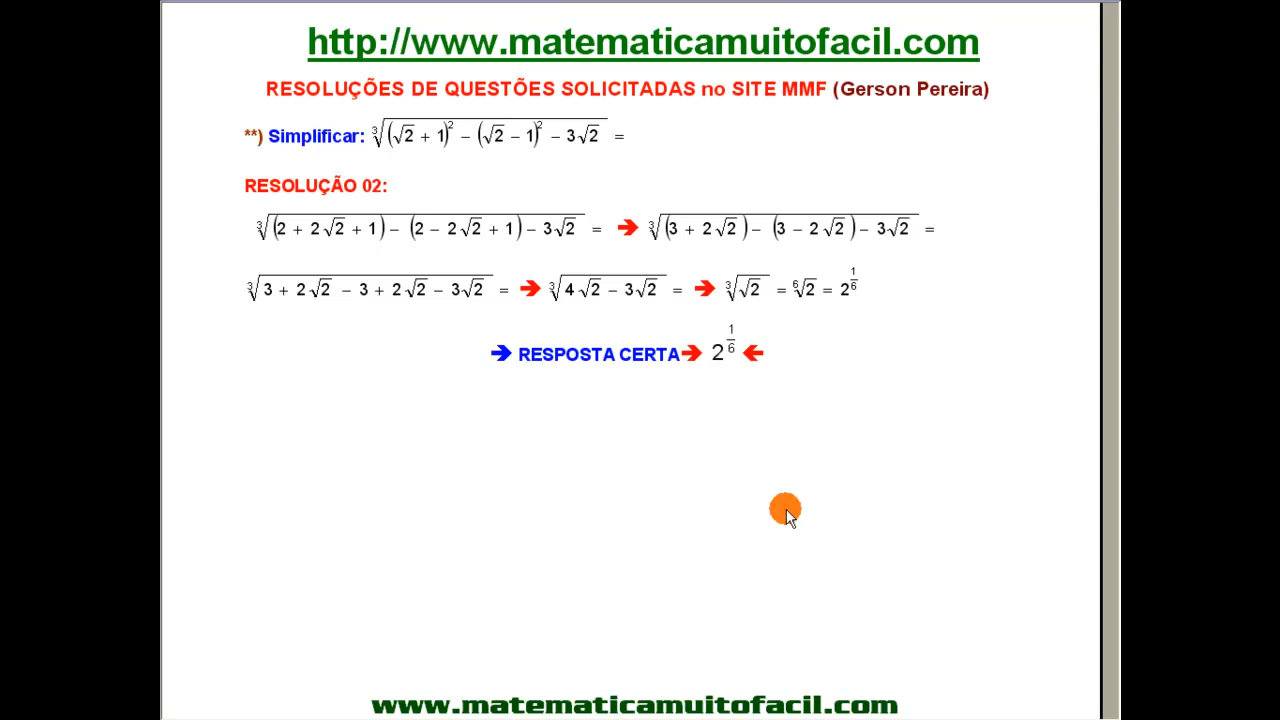 http://www.matematicamuitofacil.com
RESOLUÇÕES DE QUESTÕES SOLICITADAS no SITE MMF (Gerson Pereira)
**) Simplificar: ∛((√2 + 1)² − (√2 − 1)² − 3√2) =
RESOLUÇÃO 02:
∛((2 + 2√2 + 1) − (2 − 2√2 + 1) − 3√2) = ➔ ∛((3 + 2√2) − (3 − 2√2) − 3√2) =
∛(3 + 2√2 − 3 + 2√2 − 3√2) = ➔ ∛(4√2 − 3√2) = ➔ ∛(√2) = ⁶√2 = 2^(1/6)
➔ RESPOSTA CERTA ➔ 2^(1/6) 🡸
www.matematicamuitofacil.com